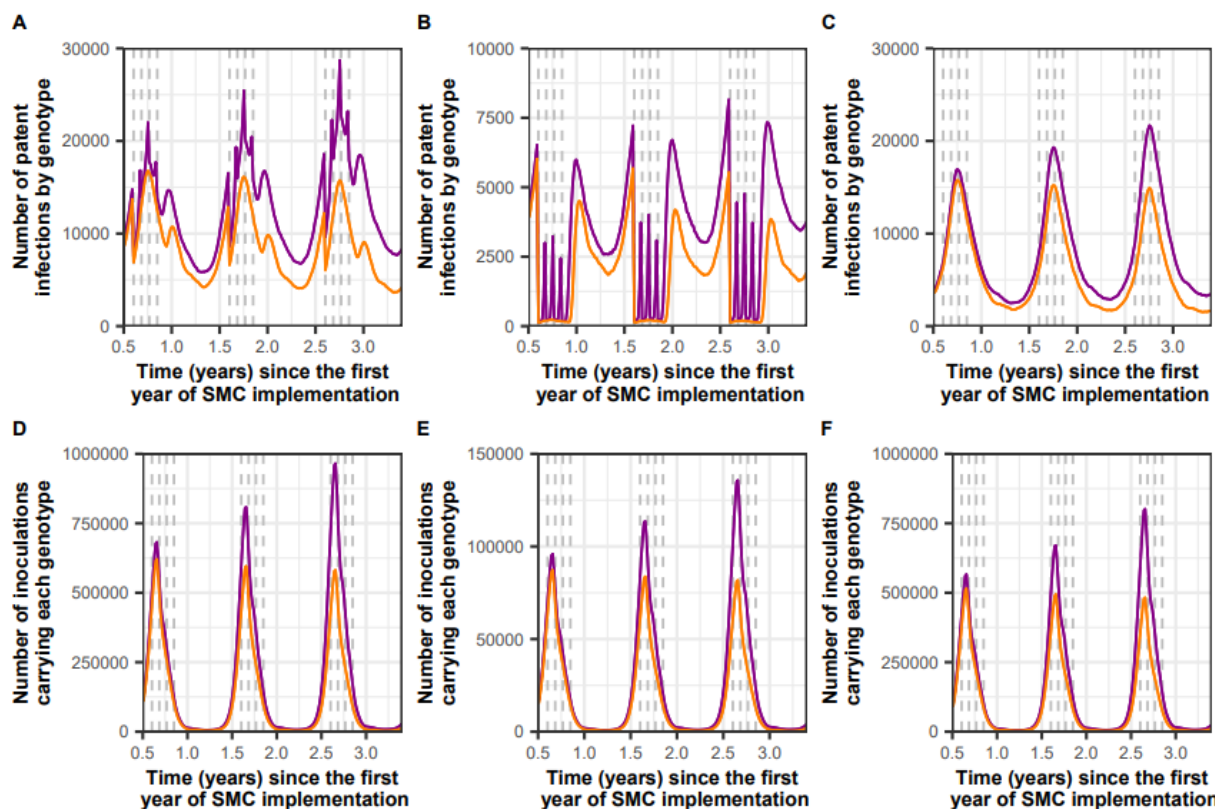 A
Number of patent
infections by genotype
30000
20000
10000
0
0.5 1.0 1.5 2.0 2.5 3.0
Time (years) since the first
year of SMC implementation
B
Number of patent
infections by genotype
10000
7500
5000
2500
0
0.5 1.0 1.5 2.0 2.5 3.0
Time (years) since the first
year of SMC implementation
C
Number of patent
infections by genotype
30000
20000
10000
0
0.5 1.0 1.5 2.0 2.5 3.0
Time (years) since the first
year of SMC implementation
D
Number of inoculations
carrying each genotype
1000000
750000
500000
250000
0
0.5 1.0 1.5 2.0 2.5 3.0
Time (years) since the first
year of SMC implementation
E
Number of inoculations
carrying each genotype
150000
100000
50000
0
0.5 1.0 1.5 2.0 2.5 3.0
Time (years) since the first
year of SMC implementation
F
Number of inoculations
carrying each genotype
1000000
750000
500000
250000
0
0.5 1.0 1.5 2.0 2.5 3.0
Time (years) since the first
year of SMC implementation